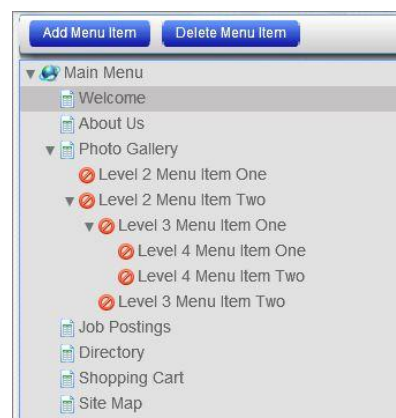 Add Menu Item Delete Menu Item
Main Menu
Welcome
About Us
Photo Gallery
Level 2 Menu Item One
Level 2 Menu Item Two
Level 3 Menu Item One
Level 4 Menu Item One
Level 4 Menu Item Two
Level 3 Menu Item Two
Job Postings
Directory
Shopping Cart
Site Map